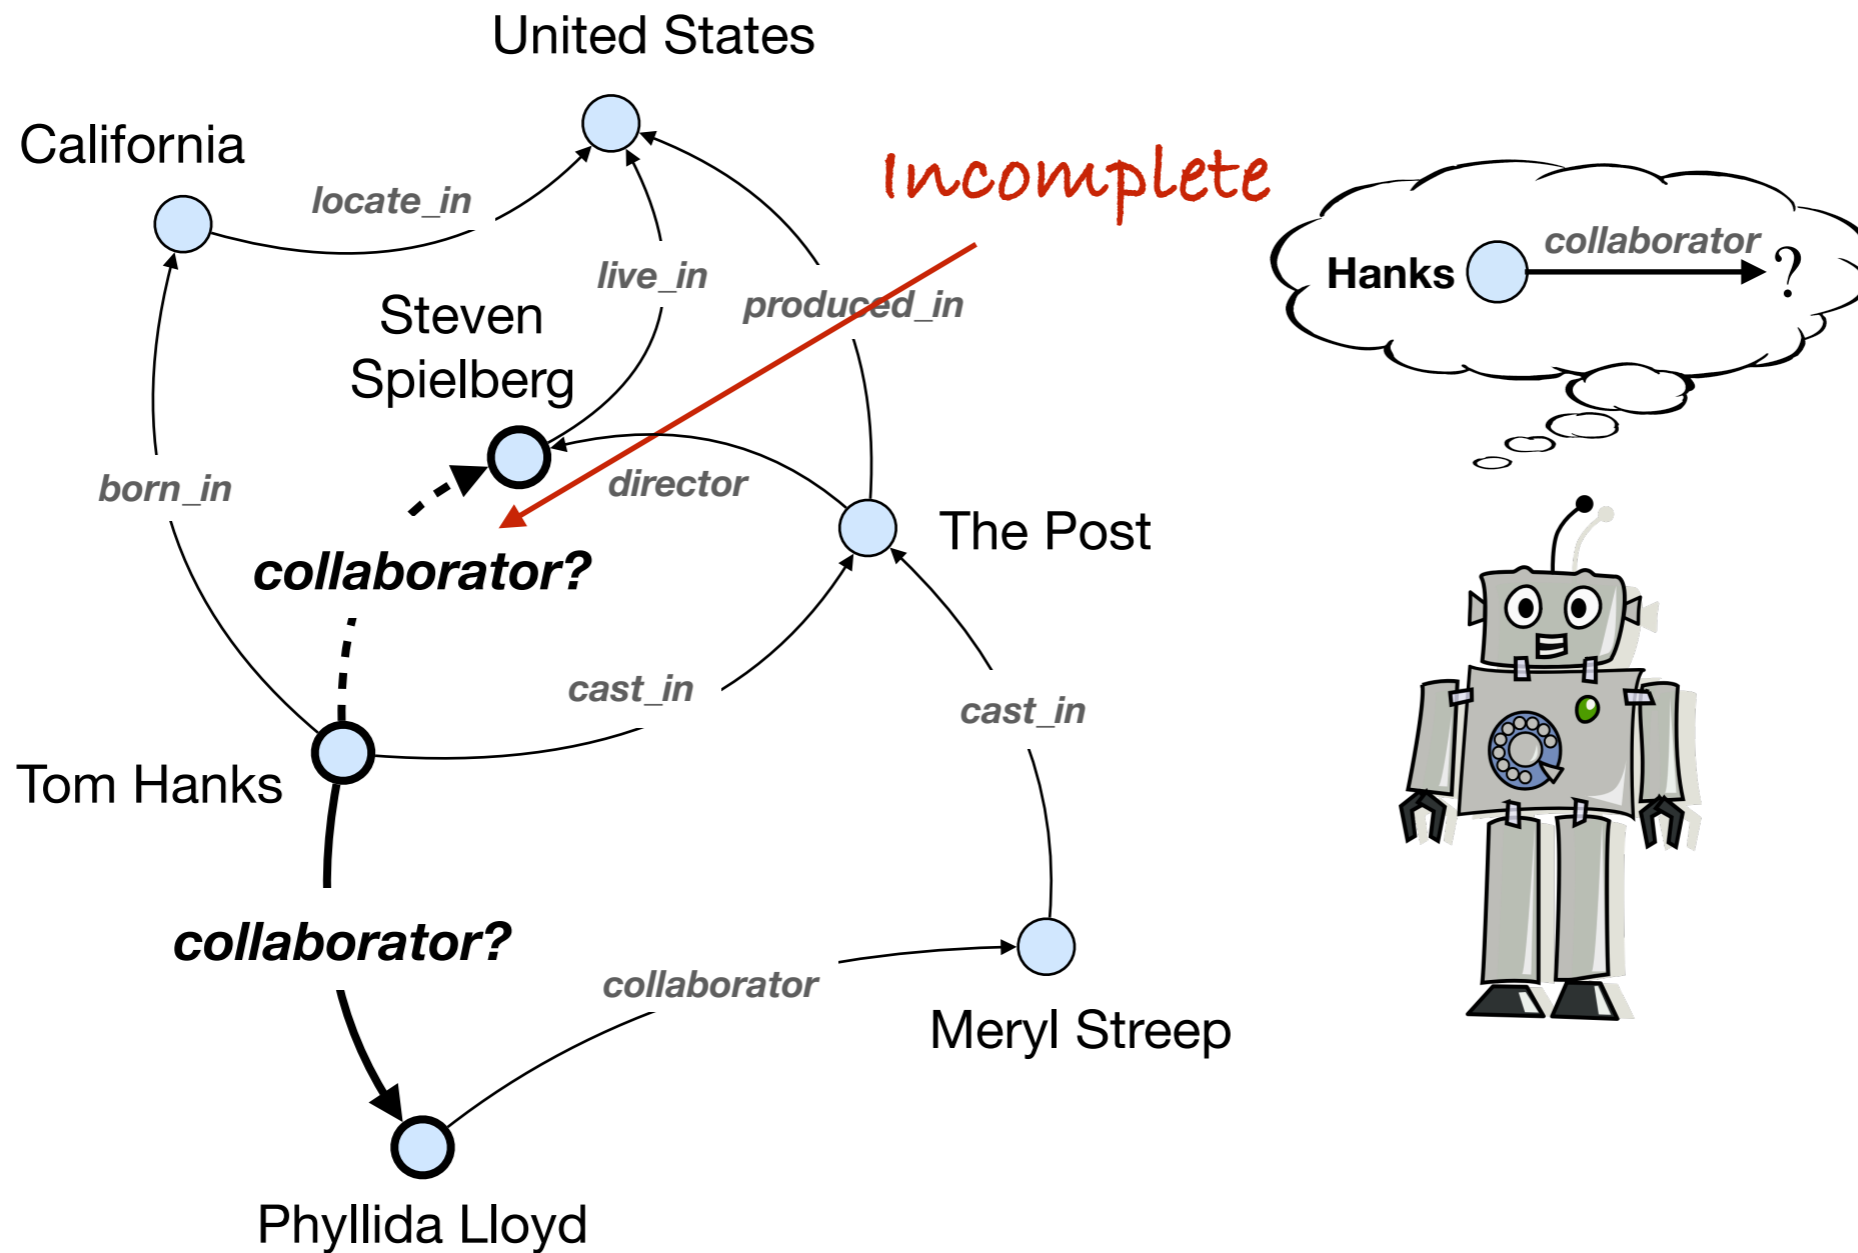 United States
California
Incomplete
locate_in
collaborator
Hanks
?
live_in
produced_in
Steven
Spielberg
born_in
director
The Post
collaborator?
cast_in
cast_in
Tom Hanks
collaborator?
collaborator
Meryl Streep
Phyllida Lloyd